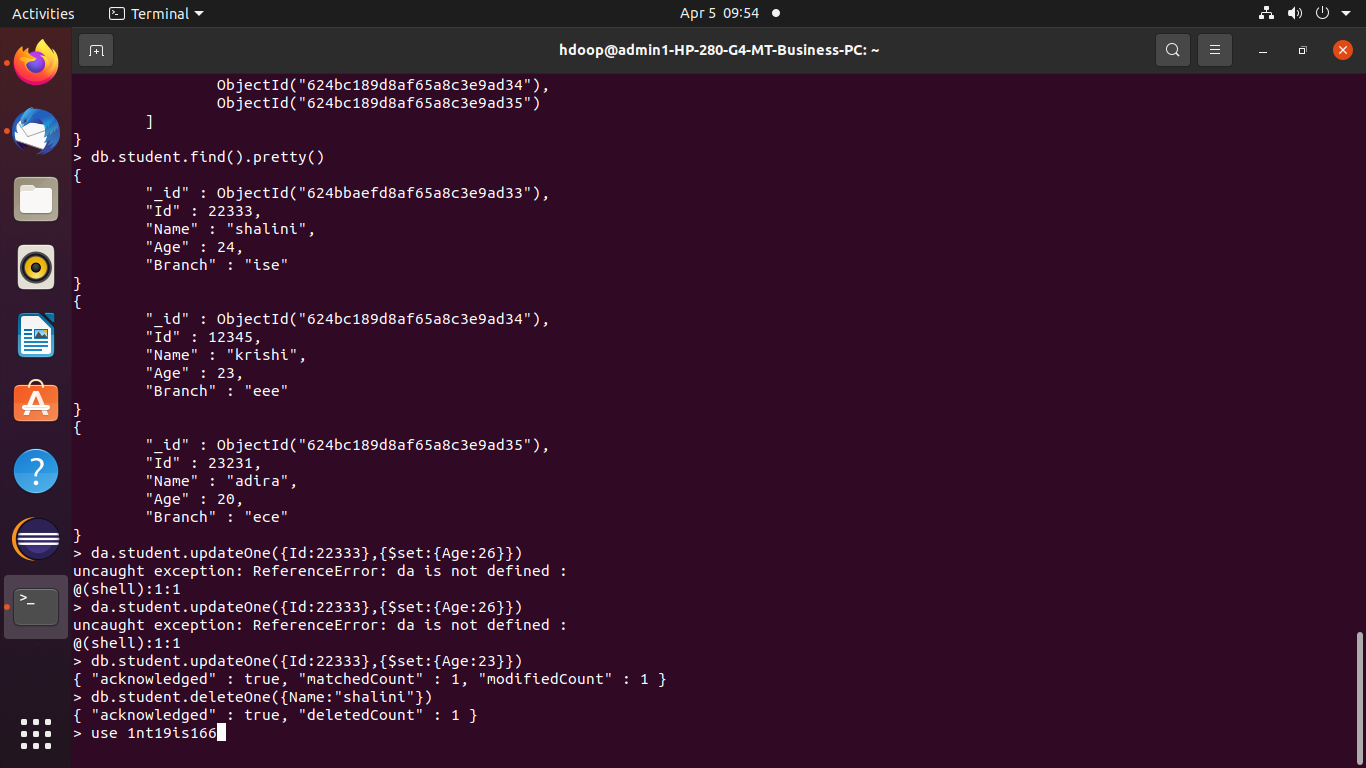 Activities Terminal Apr 5 09:54
hdoop@admin1-HP-280-G4-MT-Business-PC: ~
                ObjectId("624bc189d8af65a8c3e9ad34"),
                ObjectId("624bc189d8af65a8c3e9ad35")
        ]
}
> db.student.find().pretty()
{
        "_id" : ObjectId("624bbaefd8af65a8c3e9ad33"),
        "Id" : 22333,
        "Name" : "shalini",
        "Age" : 24,
        "Branch" : "ise"
}
{
        "_id" : ObjectId("624bc189d8af65a8c3e9ad34"),
        "Id" : 12345,
        "Name" : "krishi",
        "Age" : 23,
        "Branch" : "eee"
}
{
        "_id" : ObjectId("624bc189d8af65a8c3e9ad35"),
        "Id" : 23231,
        "Name" : "adira",
        "Age" : 20,
        "Branch" : "ece"
}
> da.student.updateOne({Id:22333},{$set:{Age:26}})
uncaught exception: ReferenceError: da is not defined :
@(shell):1:1
> da.student.updateOne({Id:22333},{$set:{Age:26}})
uncaught exception: ReferenceError: da is not defined :
@(shell):1:1
> db.student.updateOne({Id:22333},{$set:{Age:23}})
{ "acknowledged" : true, "matchedCount" : 1, "modifiedCount" : 1 }
> db.student.deleteOne({Name:"shalini"})
{ "acknowledged" : true, "deletedCount" : 1 }
> use 1nt19is166